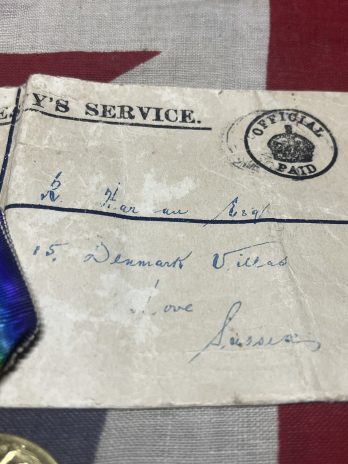 Y'S SERVICE.
OFFICIAL
PAID
Esq
15, Denmark Villas
Hove
Sussex